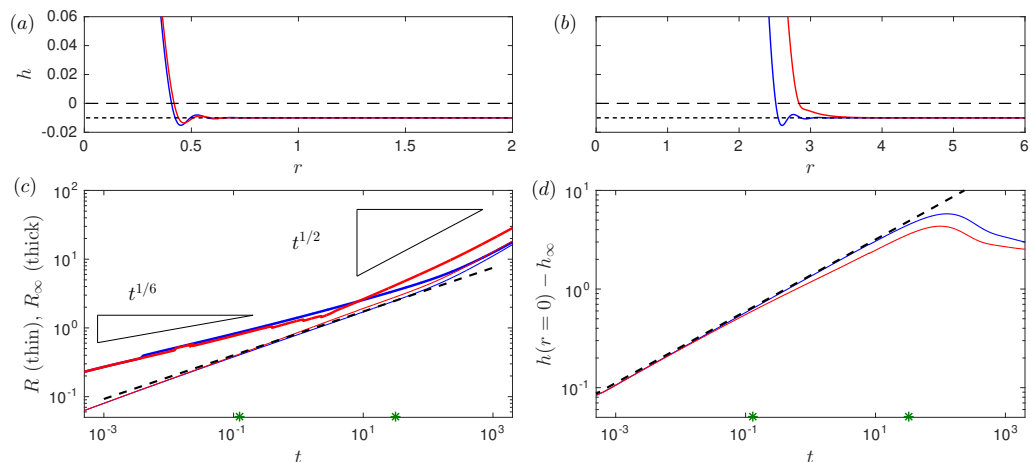 (a)
0.06
0.04
0.02
0
-0.02
h
0 0.5 1 1.5 2
r
(b)
0 1 2 3 4 5 6
r
(c)
10^2
10^1
10^0
10^-1
R (thin), R_∞ (thick)
t^{1/6}
t^{1/2}
10^-3 10^-1 10^1 10^3
t
(d)
10^1
10^0
10^-1
h(r = 0) − h_∞
10^-3 10^-1 10^1 10^3
t